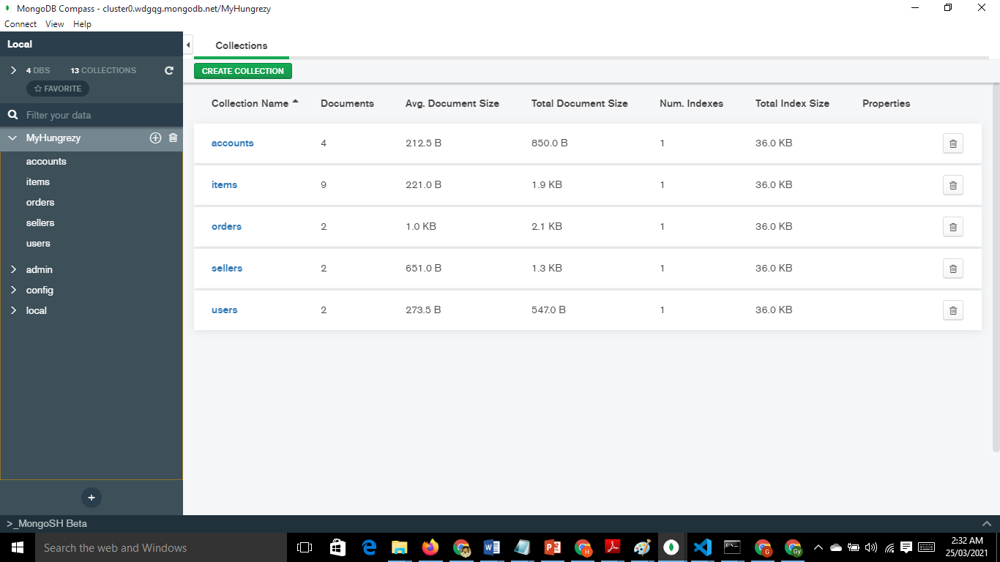 MongoDB Compass - cluster0.wdgqg.mongodb.net/MyHungrezy
Connect View Help
Local
4 DBS 13 COLLECTIONS
FAVORITE
Filter your data
MyHungrezy
accounts
items
orders
sellers
users
admin
config
local
Collections
CREATE COLLECTION
Collection Name Documents Avg. Document Size Total Document Size Num. Indexes Total Index Size Properties
accounts 4 212.5 B 850.0 B 1 36.0 KB
items 9 221.0 B 1.9 KB 1 36.0 KB
orders 2 1.0 KB 2.1 KB 1 36.0 KB
sellers 2 651.0 B 1.3 KB 1 36.0 KB
users 2 273.5 B 547.0 B 1 36.0 KB
>_MongoSH Beta
Search the web and Windows
2:32 AM
25/03/2021